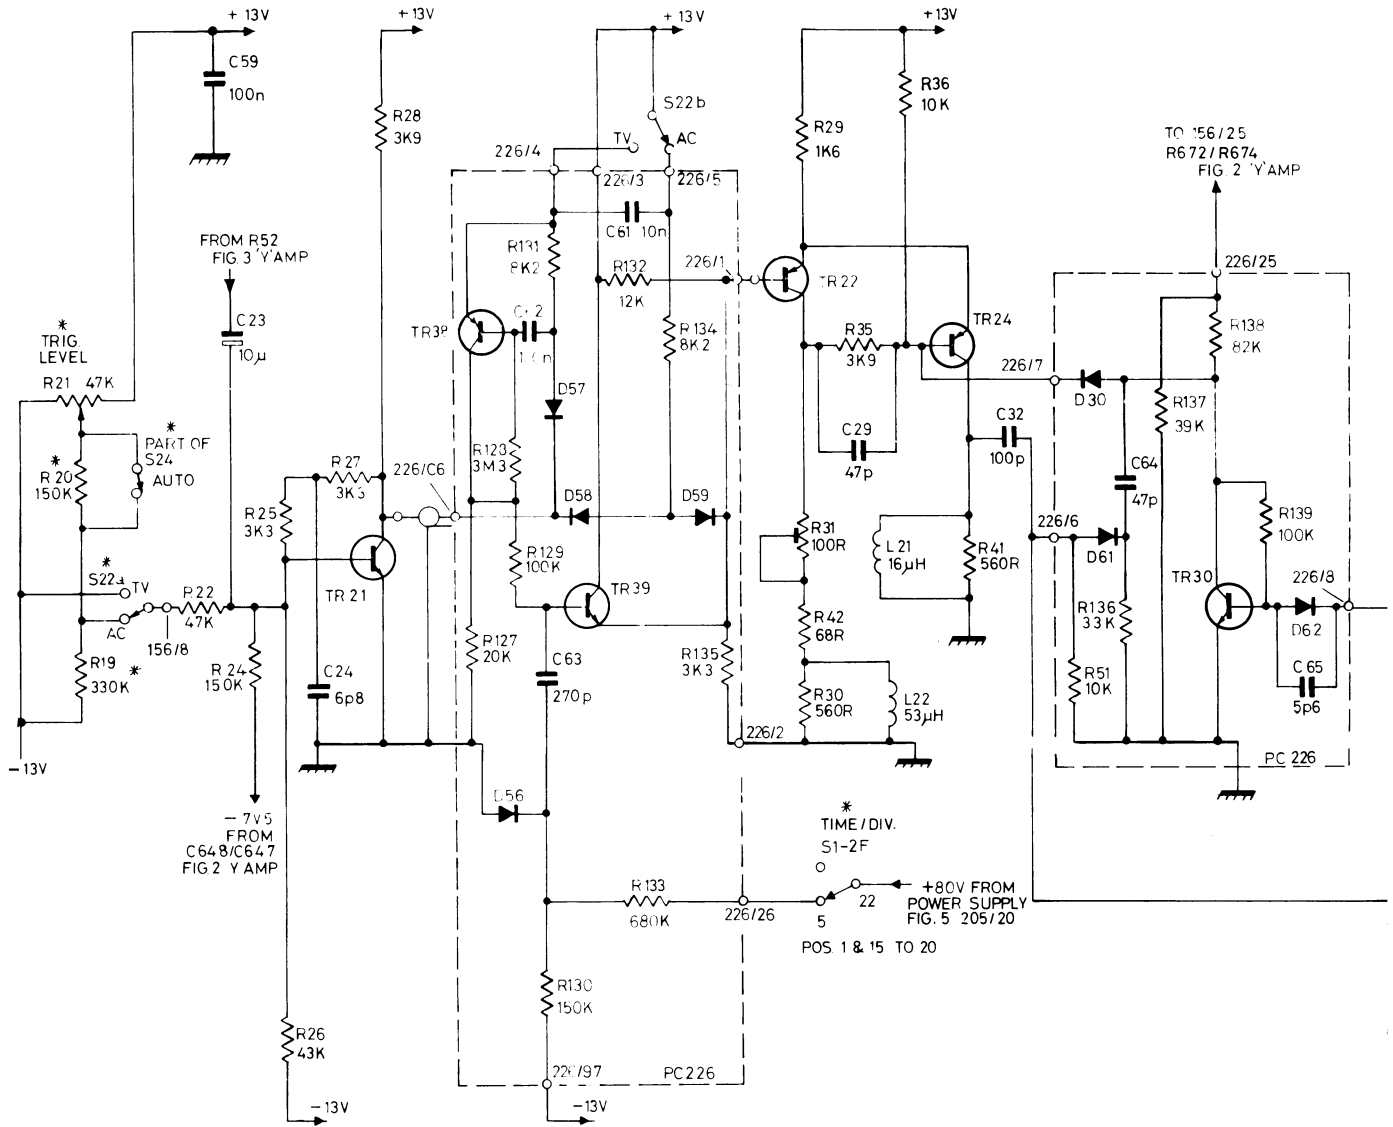 +13V
+13V
+13V
+13V
C59
100n
R28
3K9
S22b
TV
AC
R36
10K
R29
1K6
TO 156/25
R672/R674
FIG. 2 'Y' AMP
226/4
226/3
226/5
C61 10n
FROM R52
FIG. 3 'Y' AMP
R131
8K2
R132
12K
226/1
TR22
226/25
C23
10µ
TR38
R134
8K2
R35
3K9
TR24
R138
82K
*
TRIG.
LEVEL
R21 47K
D57
226/7
D30
R137
39K
*
PART OF
S24
AUTO
*
R20
150K
R27
R128
3M3
C29
47p
C32
100p
C64
47p
226/C6
D58
D59
R25
3K3
R31
100R
L21
16µH
R41
560R
226/6
D61
R139
100K
R129
100K
TR21
TR39
TR30
226/8
*
S22a
TV
AC
R22
47K
156/8
R42
68R
R136
33K
D62
R19
330K
*
R24
150K
C24
6p8
R127
20K
C63
270p
R135
3K3
R30
560R
L22
53µH
R51
10K
C65
5p6
226/2
PC226
-13V
D56
*
TIME/DIV.
S1-2F
-7V5
FROM
C648/C647
FIG 2 Y AMP
R133
680K
226/26
5
22
+80V FROM
POWER SUPPLY
FIG. 5 205/20
POS. 1 & 15 TO 20
R130
150K
R26
43K
226/97
PC226
-13V
-13V